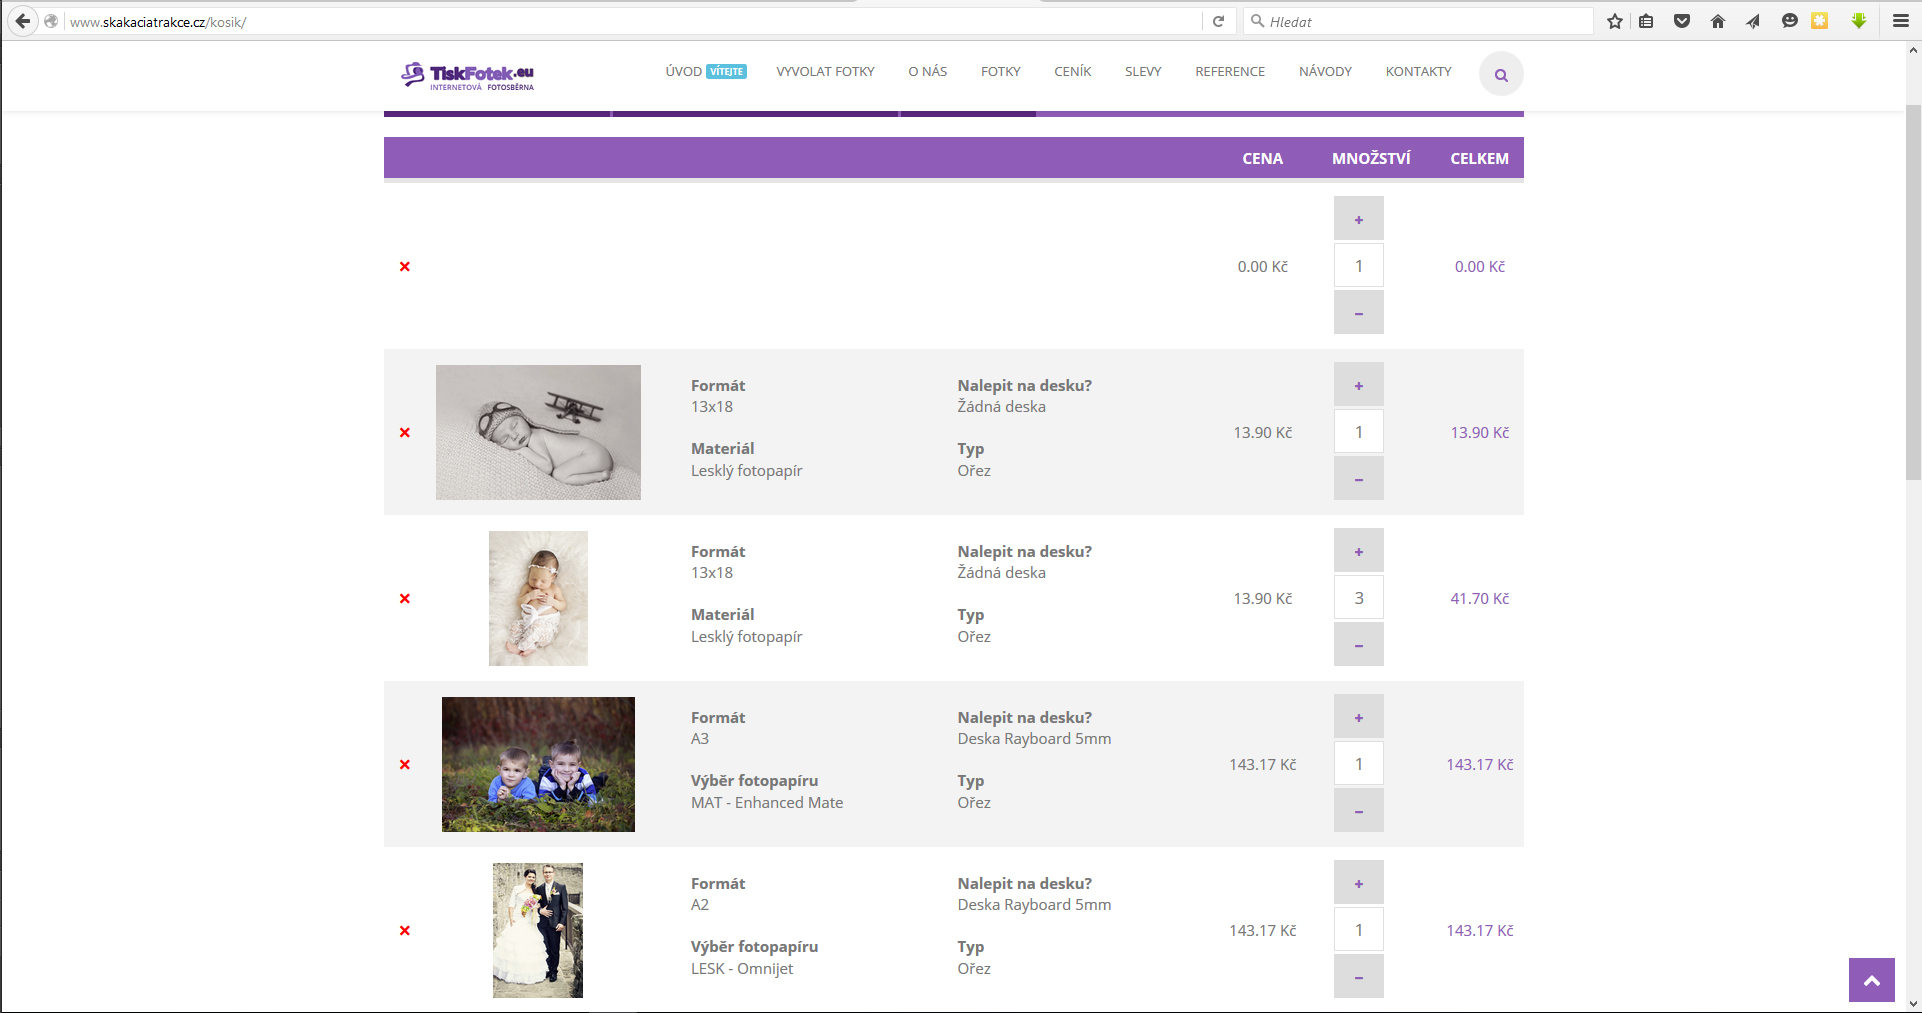 www.skakaciatrakce.cz/kosik/
Hledat
TiskFotek.eu
INTERNETOVÁ FOTOSBĚRNA
ÚVOD VÍTEJTE VYVOLAT FOTKY O NÁS FOTKY CENÍK SLEVY REFERENCE NÁVODY KONTAKTY
CENA MNOŽSTVÍ CELKEM
+
× 0.00 Kč 1 0.00 Kč
−
+
Formát Nalepit na desku?
13x18 Žádná deska
× 13.90 Kč 1 13.90 Kč
Materiál Typ
Lesklý fotopapír Ořez
−
+
Formát Nalepit na desku?
13x18 Žádná deska
× 13.90 Kč 3 41.70 Kč
Materiál Typ
Lesklý fotopapír Ořez
−
+
Formát Nalepit na desku?
A3 Deska Rayboard 5mm
× 143.17 Kč 1 143.17 Kč
Výběr fotopapíru Typ
MAT - Enhanced Mate Ořez
−
+
Formát Nalepit na desku?
A2 Deska Rayboard 5mm
× 143.17 Kč 1 143.17 Kč
Výběr fotopapíru Typ
LESK - Omnijet Ořez
−